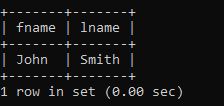 +-------+-------+
| fname | lname |
+-------+-------+
| John  | Smith |
+-------+-------+
1 row in set (0.00 sec)